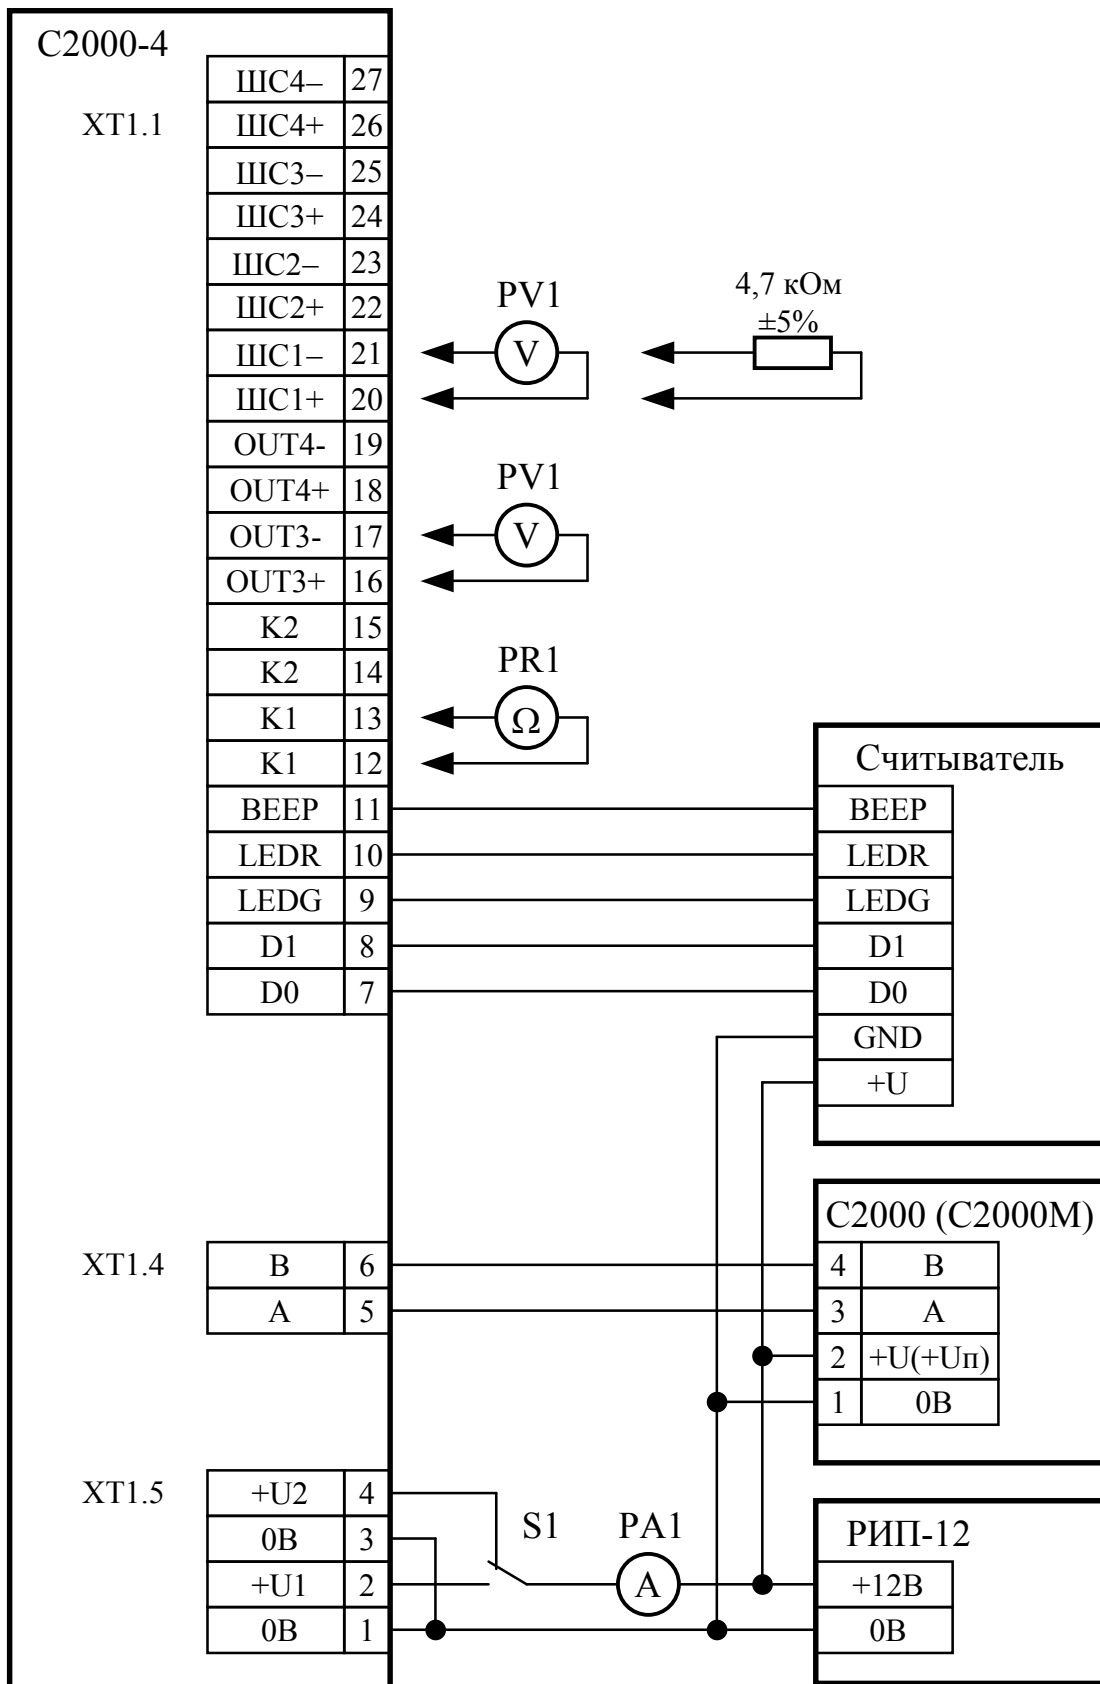 С2000-4
ХТ1.1
ШС4– 27
ШС4+ 26
ШС3– 25
ШС3+ 24
ШС2– 23
ШС2+ 22
ШС1– 21
ШС1+ 20
OUT4- 19
OUT4+ 18
OUT3- 17
OUT3+ 16
K2 15
K2 14
K1 13
K1 12
BEEP 11
LEDR 10
LEDG 9
D1 8
D0 7
PV1
V
4,7 кОм
±5%
PV1
V
PR1
Ω
Считыватель
BEEP
LEDR
LEDG
D1
D0
GND
+U
ХТ1.4
B 6
A 5
С2000 (С2000М)
4 B
3 A
2 +U(+Uп)
1 0В
ХТ1.5
+U2 4
0В 3
+U1 2
0В 1
S1
PA1
A
РИП-12
+12В
0В